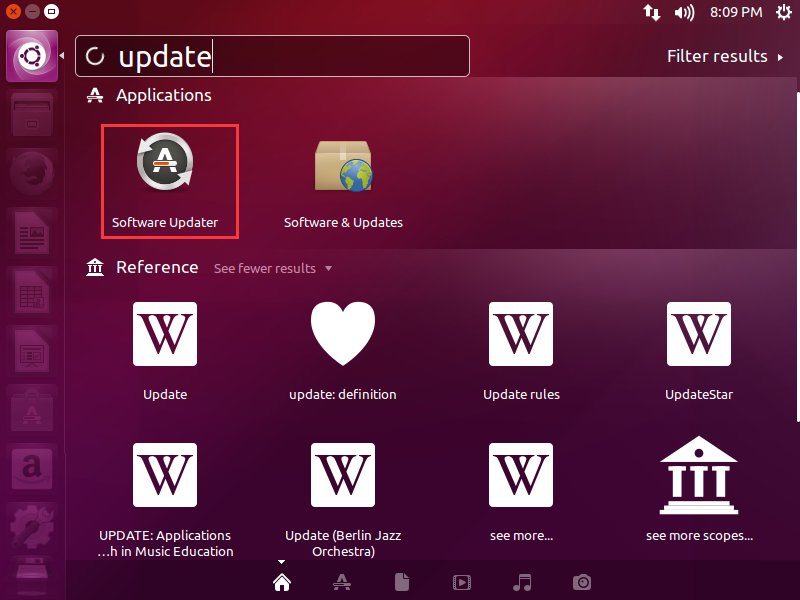 8:09 PM
update
Filter results
Applications
Software Updater
Software & Updates
Reference See fewer results
Update
update: definition
Update rules
UpdateStar
UPDATE: Applications
…h in Music Education
Update (Berlin Jazz
Orchestra)
see more...
see more scopes...